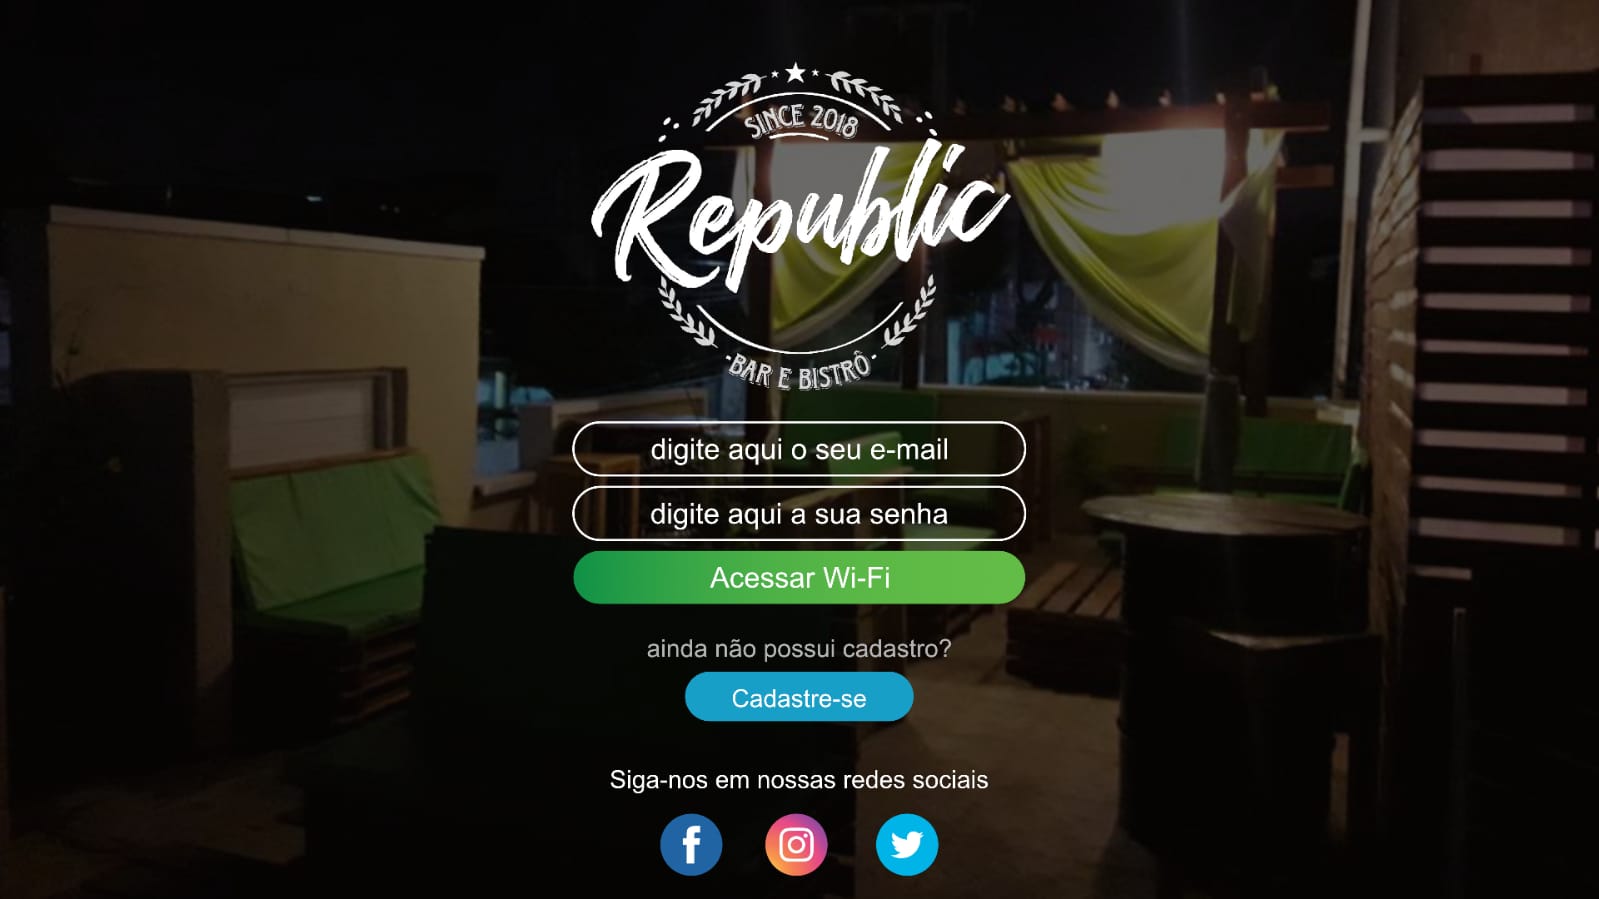 SINCE 2018
Republic
·BAR E BISTRÔ·
digite aqui o seu e-mail
digite aqui a sua senha
Acessar Wi-Fi
ainda não possui cadastro?
Cadastre-se
Siga-nos em nossas redes sociais